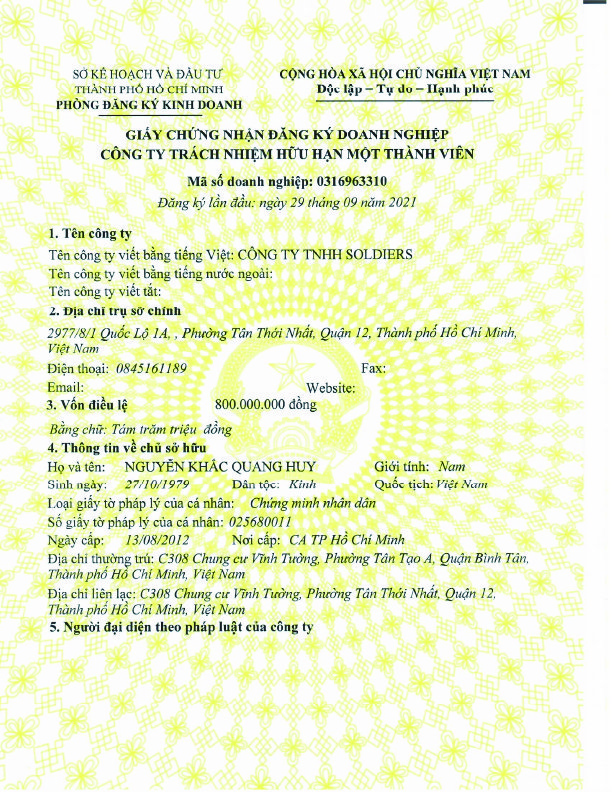 SỞ KẾ HOẠCH VÀ ĐẦU TƯ
THÀNH PHỐ HỒ CHÍ MINH
PHÒNG ĐĂNG KÝ KINH DOANH
CỘNG HÒA XÃ HỘI CHỦ NGHĨA VIỆT NAM
Độc lập – Tự do – Hạnh phúc
GIẤY CHỨNG NHẬN ĐĂNG KÝ DOANH NGHIỆP
CÔNG TY TRÁCH NHIỆM HỮU HẠN MỘT THÀNH VIÊN
Mã số doanh nghiệp: 0316963310
Đăng ký lần đầu: ngày 29 tháng 09 năm 2021
1. Tên công ty
Tên công ty viết bằng tiếng Việt: CÔNG TY TNHH SOLDIERS
Tên công ty viết bằng tiếng nước ngoài:
Tên công ty viết tắt:
2. Địa chỉ trụ sở chính
2977/8/1 Quốc Lộ 1A, , Phường Tân Thới Nhất, Quận 12, Thành phố Hồ Chí Minh,
Việt Nam
Điện thoại: 0845161189 Fax:
Email: Website:
3. Vốn điều lệ 800.000.000 đồng
Bằng chữ: Tám trăm triệu đồng
4. Thông tin về chủ sở hữu
Họ và tên: NGUYỄN KHẮC QUANG HUY Giới tính: Nam
Sinh ngày: 27/10/1979 Dân tộc: Kinh Quốc tịch: Việt Nam
Loại giấy tờ pháp lý của cá nhân: Chứng minh nhân dân
Số giấy tờ pháp lý của cá nhân: 025680011
Ngày cấp: 13/08/2012 Nơi cấp: CA TP Hồ Chí Minh
Địa chỉ thường trú: C308 Chung cư Vĩnh Tường, Phường Tân Tạo A, Quận Bình Tân,
Thành phố Hồ Chí Minh, Việt Nam
Địa chỉ liên lạc: C308 Chung cư Vĩnh Tường, Phường Tân Thới Nhất, Quận 12,
Thành phố Hồ Chí Minh, Việt Nam
5. Người đại diện theo pháp luật của công ty